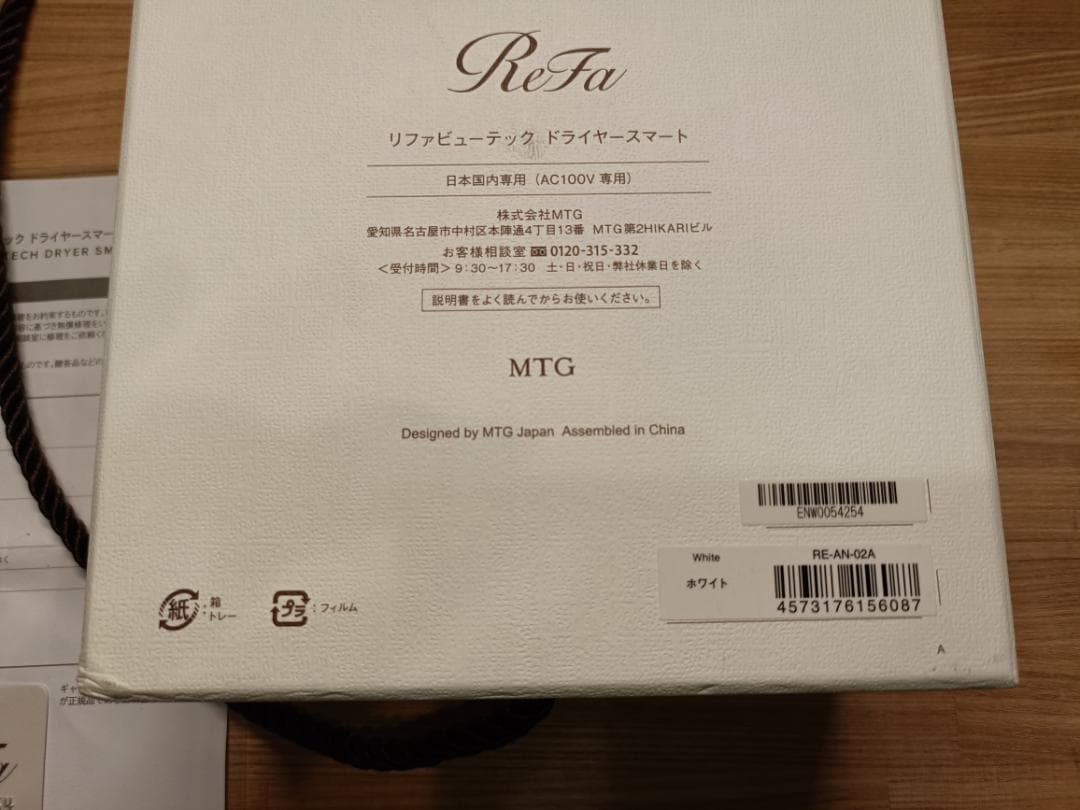 ReFa
リファビューテック ドライヤースマート
日本国内専用（AC100V 専用）
株式会社MTG
愛知県名古屋市中村区本陣通4丁目13番 MTG第2HIKARIビル
お客様相談室 0120-315-332
＜受付時間＞9:30～17:30 土・日・祝日・弊社休業日を除く
説明書をよく読んでからお使いください。
MTG
Designed by MTG Japan Assembled in China
ENW0054254
White RE-AN-02A
ホワイト
4573176156087
A
紙 : 箱
トレー
プラ : フィルム
ック ドライヤースマー
TECH DRYER SM